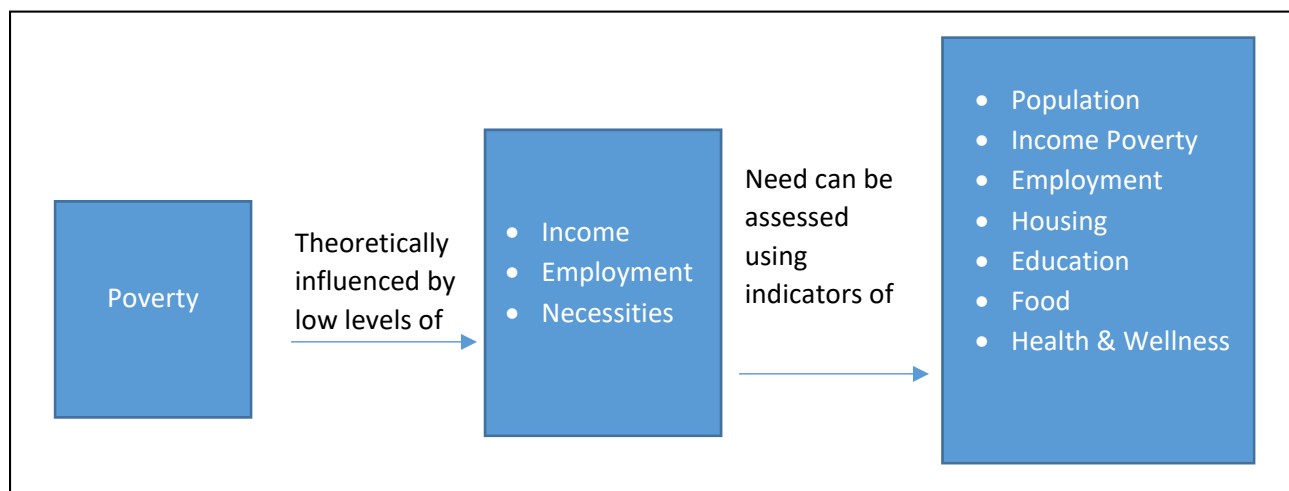 Poverty
Theoretically
influenced by
low levels of
• Income
• Employment
• Necessities
Need can be
assessed
using
indicators of
• Population
• Income Poverty
• Employment
• Housing
• Education
• Food
• Health & Wellness